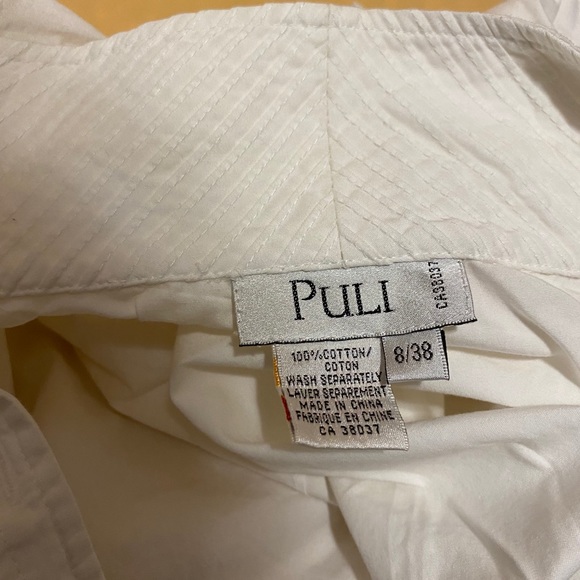 PULI
CA38037
8/38
100%COTTON/
COTON
WASH SEPARATELY
LAVER SEPAREMENT
MADE IN CHINA
FABRIQUE EN CHINE
CA 38037